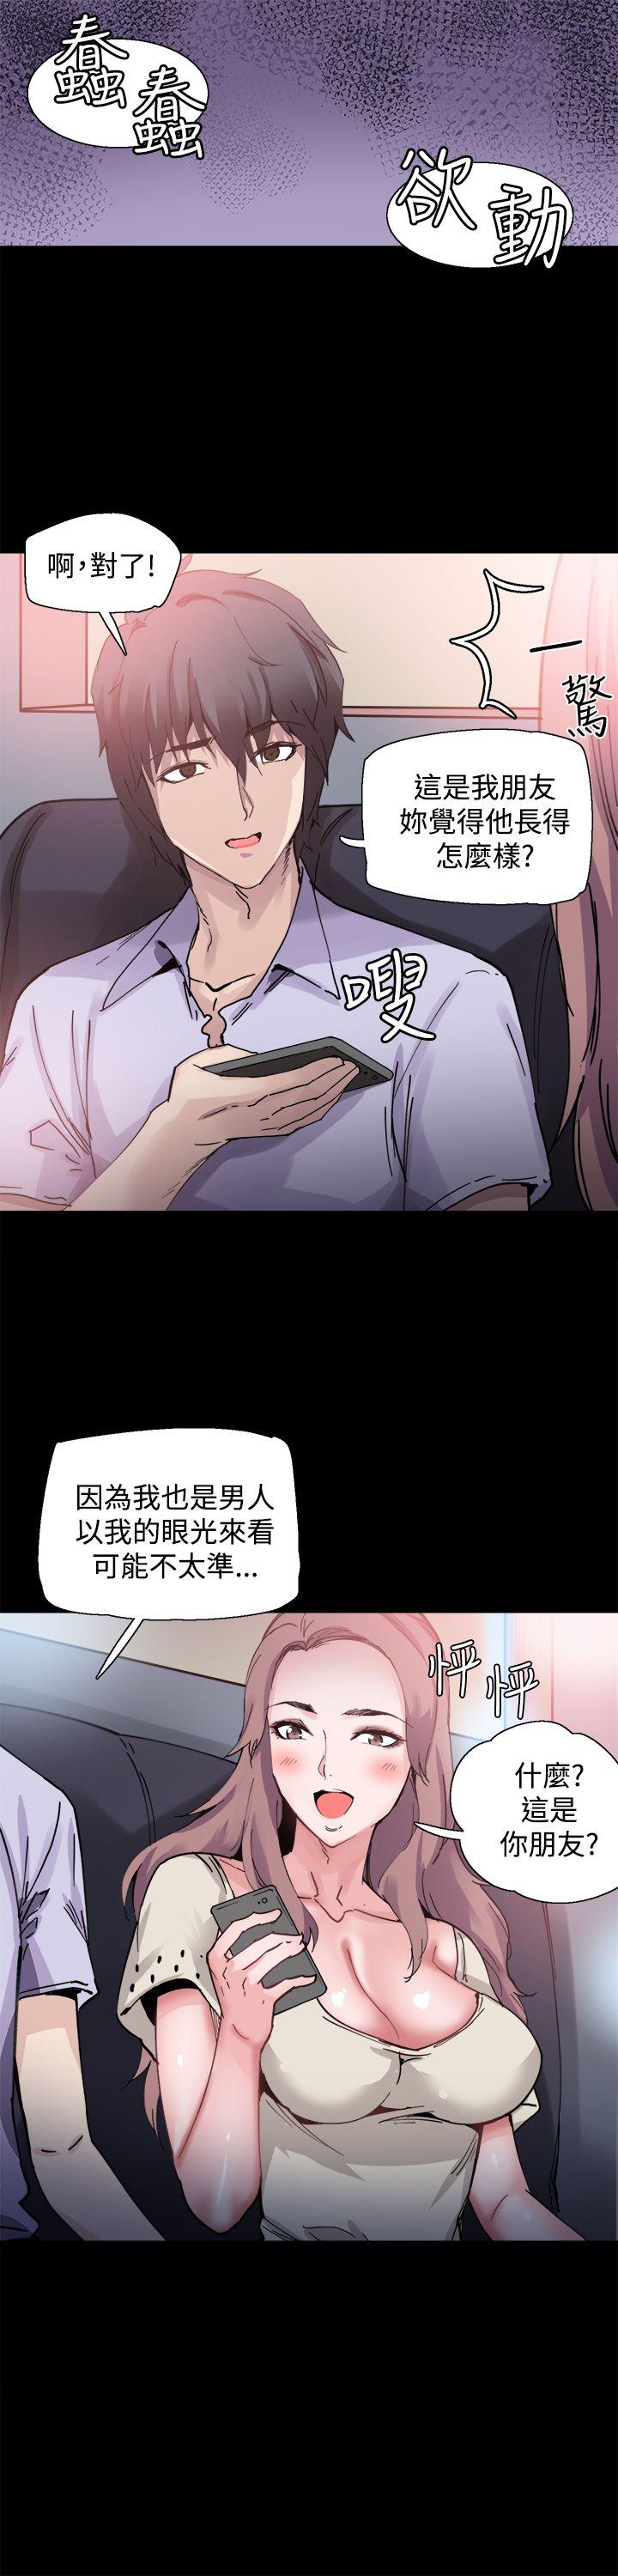 蠢
蠢
欲
動
啊，對了!
驚
這是我朋友
妳覺得他長得
怎麼樣?
嗖
因為我也是男人
以我的眼光來看
可能不太準...
怦
怦
什麼?
這是
你朋友?